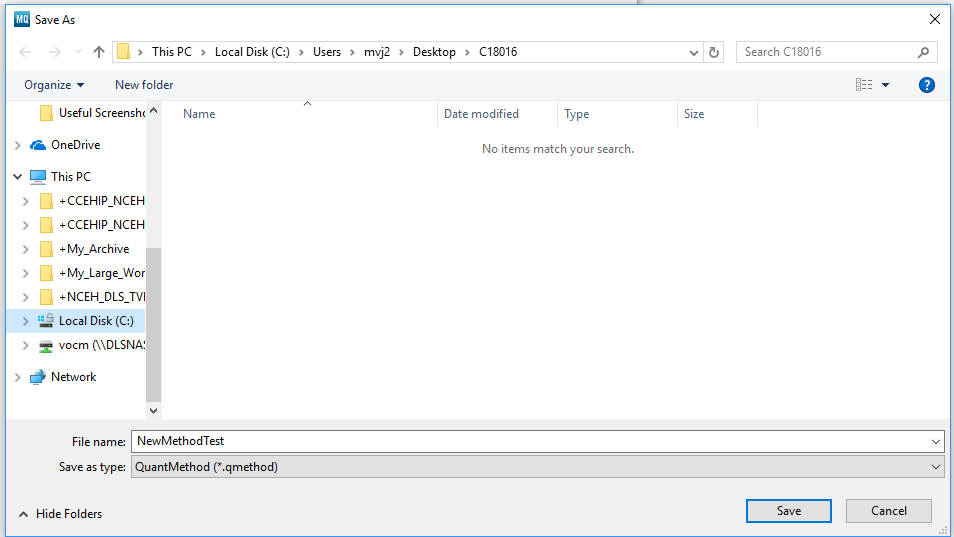 MQ Save As
This PC > Local Disk (C:) > Users > mvj2 > Desktop > C18016
Search C18016
Organize
New folder
?
Name
Date modified
Type
Size
No items match your search.
Useful Screensho
OneDrive
This PC
+CCEHIP_NCEH
+CCEHIP_NCEH
+My_Archive
+My_Large_Wor
+NCEH_DLS_TVI
Local Disk (C:)
vocm (\\DLSNAS
Network
File name: NewMethodTest
Save as type: QuantMethod (*.qmethod)
Hide Folders
Save
Cancel